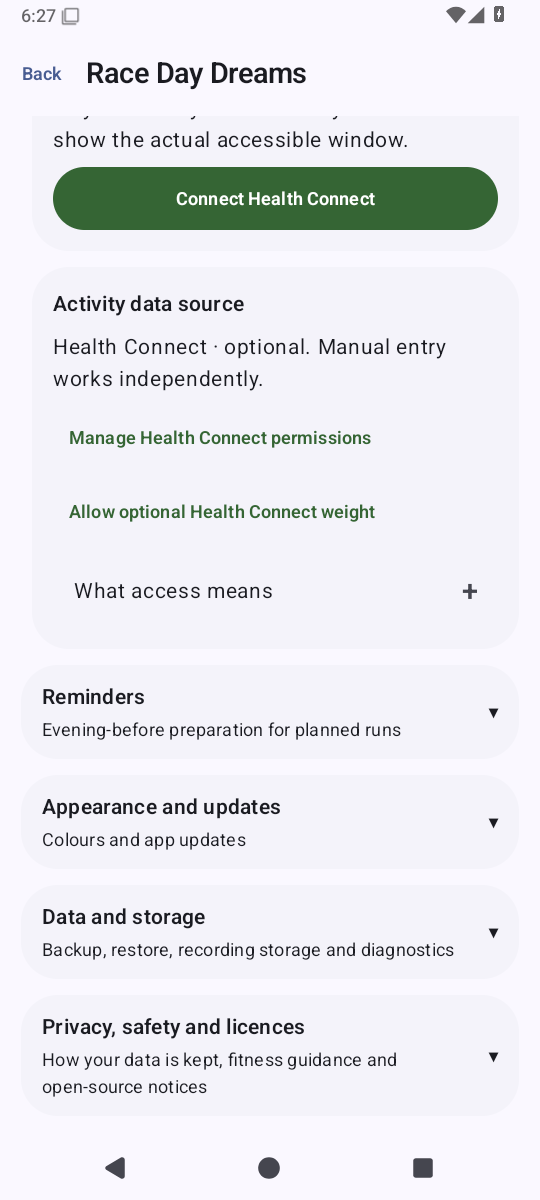 6:27
Back
Race Day Dreams
show the actual accessible window.
Connect Health Connect
Activity data source
Health Connect · optional. Manual entry
works independently.
Manage Health Connect permissions
Allow optional Health Connect weight
What access means
+
Reminders
Evening-before preparation for planned runs
Appearance and updates
Colours and app updates
Data and storage
Backup, restore, recording storage and diagnostics
Privacy, safety and licences
How your data is kept, fitness guidance and
open-source notices